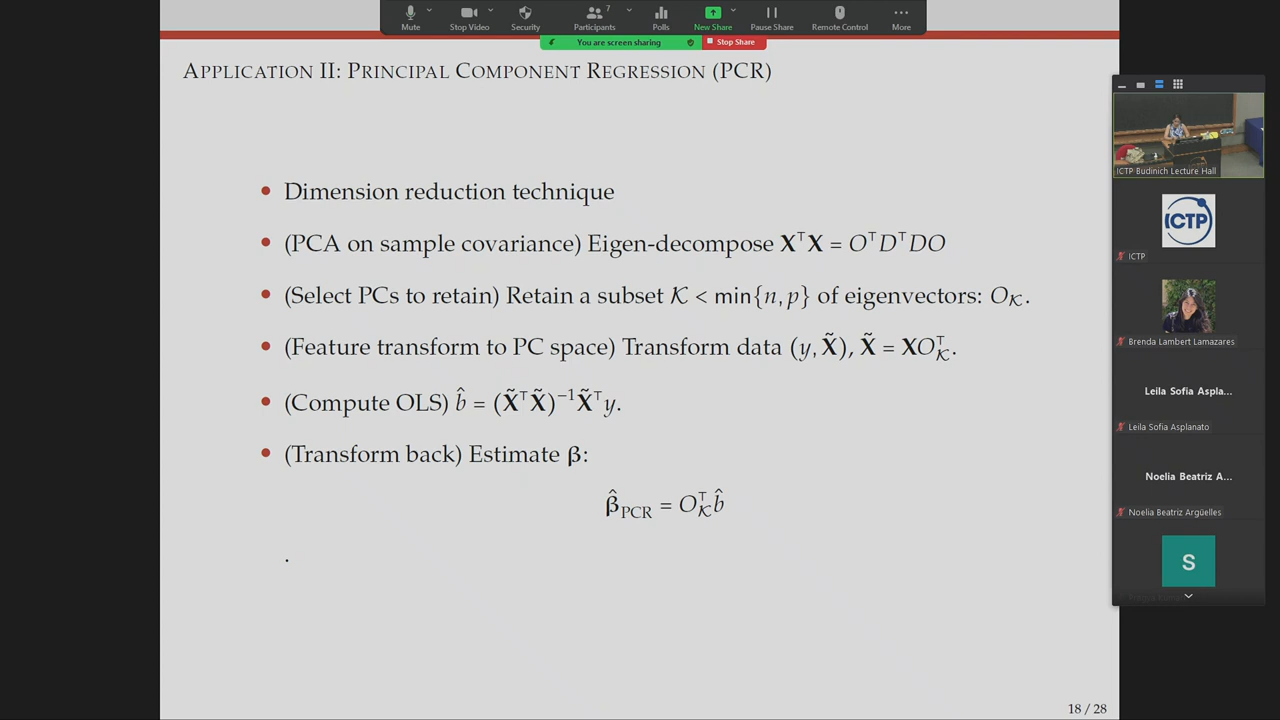 Mute
Stop Video
Security
7
Participants
Polls
New Share
Pause Share
Remote Control
More
You are screen sharing
Stop Share
APPLICATION II: PRINCIPAL COMPONENT REGRESSION (PCR)
• Dimension reduction technique
• (PCA on sample covariance) Eigen-decompose X⊤X = O⊤D⊤DO
• (Select PCs to retain) Retain a subset 𝒦 < min{n, p} of eigenvectors: O_𝒦.
• (Feature transform to PC space) Transform data (y, X̃), X̃ = XO_𝒦^⊤.
• (Compute OLS) b̂ = (X̃⊤X̃)⁻¹X̃⊤y.
• (Transform back) Estimate β:
β̂_PCR = O_𝒦^⊤ b̂
.
18 / 28
ICTP Budinich Lecture Hall
ICTP
ICTP
Brenda Lambert Lamazares
Leila Sofia Aspla...
Leila Sofia Asplanato
Noelia Beatriz A...
Noelia Beatriz Argüelles
S